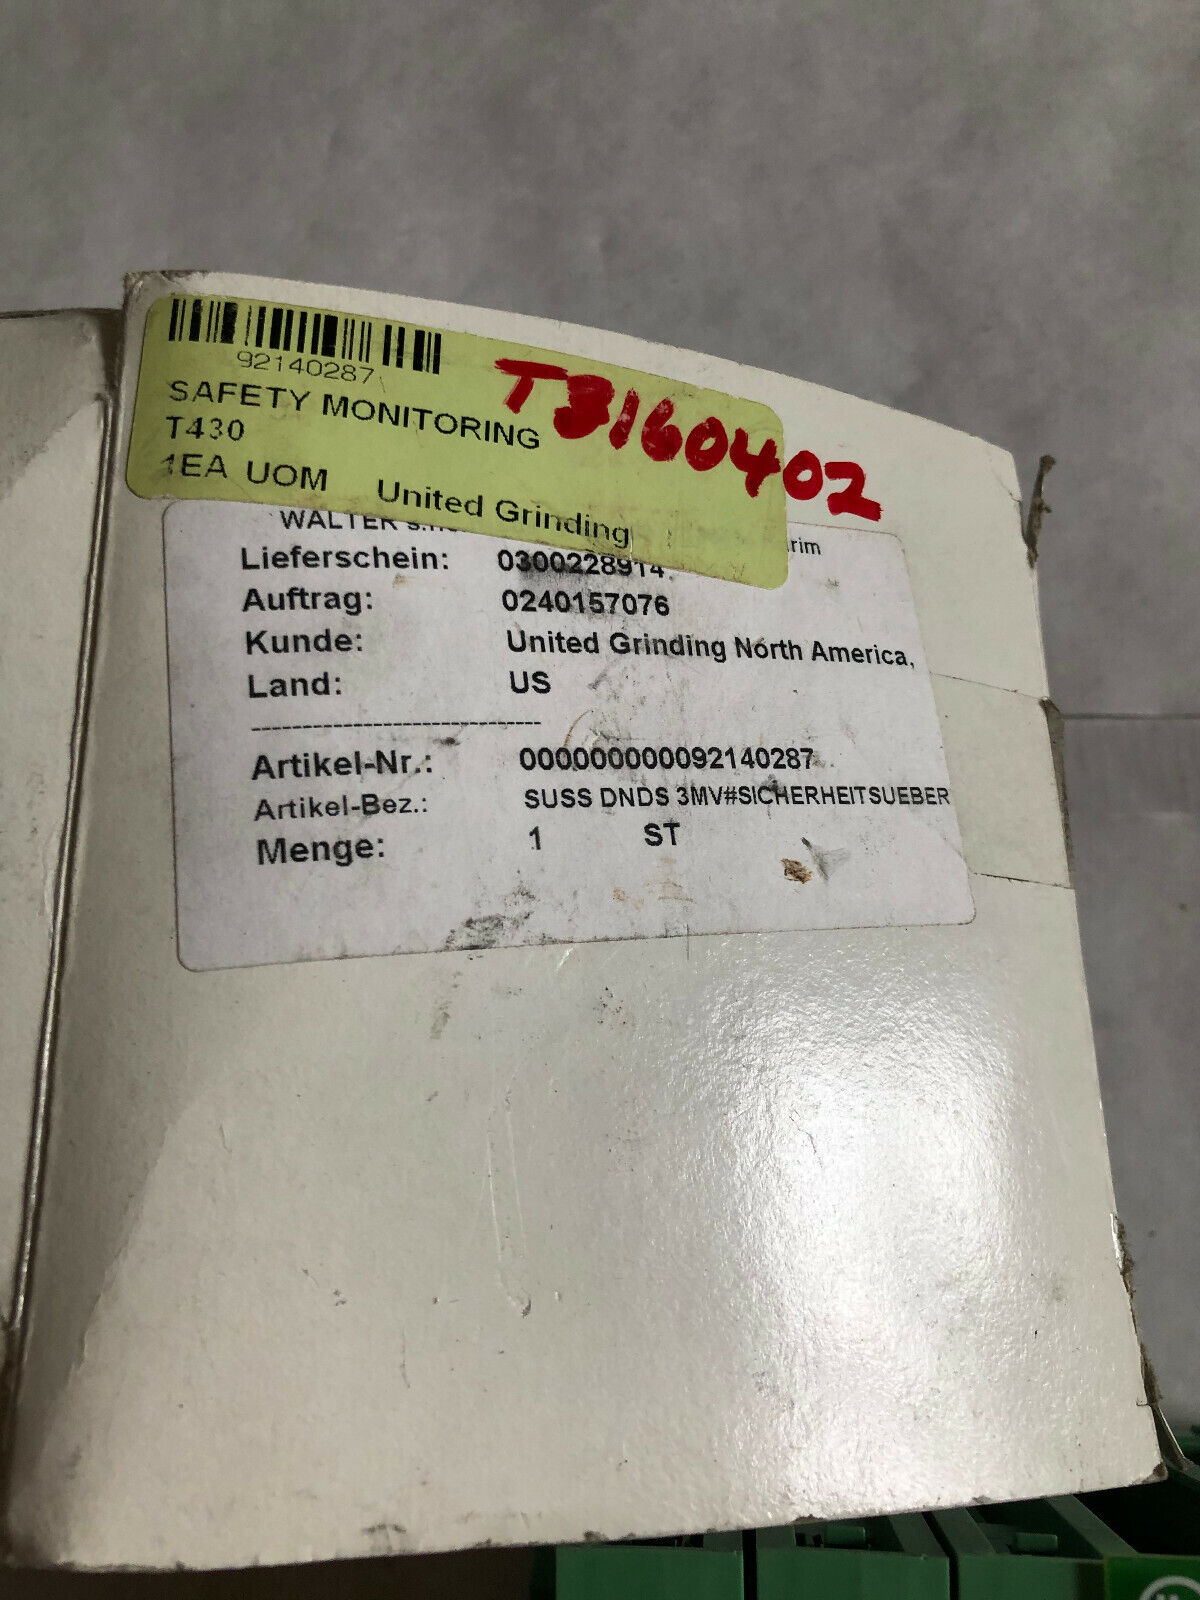 92140287
SAFETY MONITORING
T430
1EA UOM United Grinding
T3160402
WALTER
Lieferschein: 0300228914
Auftrag: 0240157076
Kunde: United Grinding North America,
Land: US
------------------------------
Artikel-Nr.: 000000000092140287
Artikel-Bez.: SUSS DNDS 3MV#SICHERHEITSUEBER
Menge: 1 ST